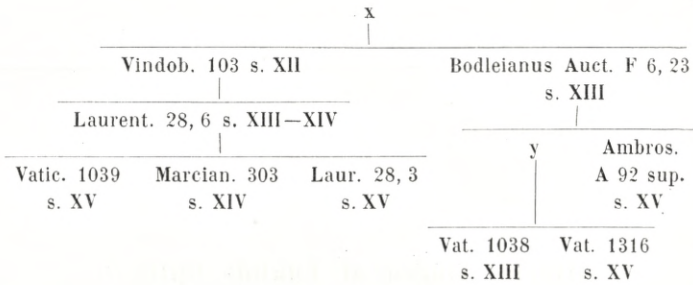 x
Vindob. 103 s. XII
Bodleianus Auct. F 6, 23
s. XIII
Laurent. 28, 6 s. XIII—XIV
y
Ambros.
A 92 sup.
s. XV
Vatic. 1039
s. XV
Marcian. 303
s. XIV
Laur. 28, 3
s. XV
Vat. 1038
s. XIII
Vat. 1316
s. XV